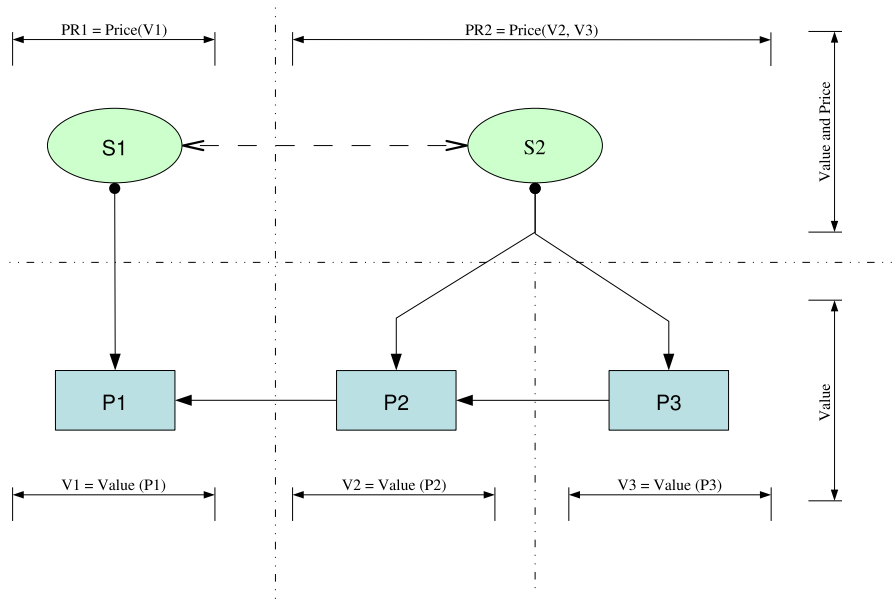 PR1 = Price(V1)
PR2 = Price(V2, V3)
S1
S2
Value and Price
P1
P2
P3
Value
V1 = Value (P1)
V2 = Value (P2)
V3 = Value (P3)